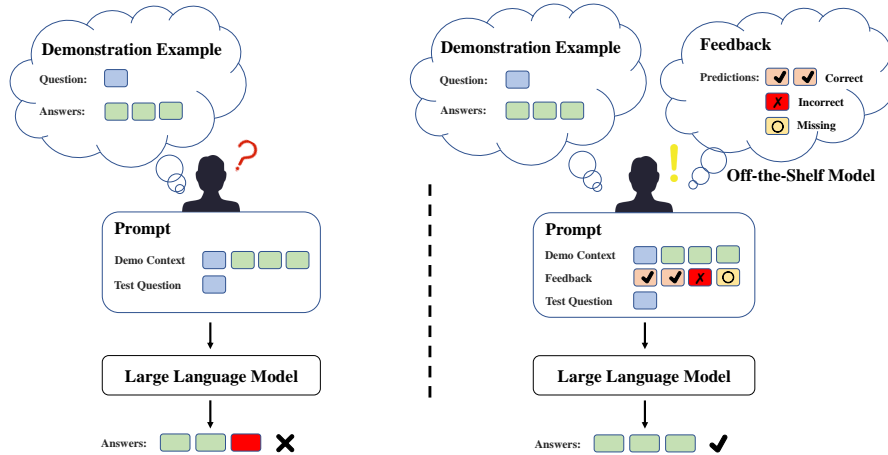 Demonstration Example
Question:
Answers:
?
Prompt
Demo Context
Test Question
Large Language Model
Answers:
Demonstration Example
Question:
Answers:
Feedback
Predictions:
Correct
Incorrect
Missing
!
Off-the-Shelf Model
Prompt
Demo Context
Feedback
Test Question
Large Language Model
Answers: